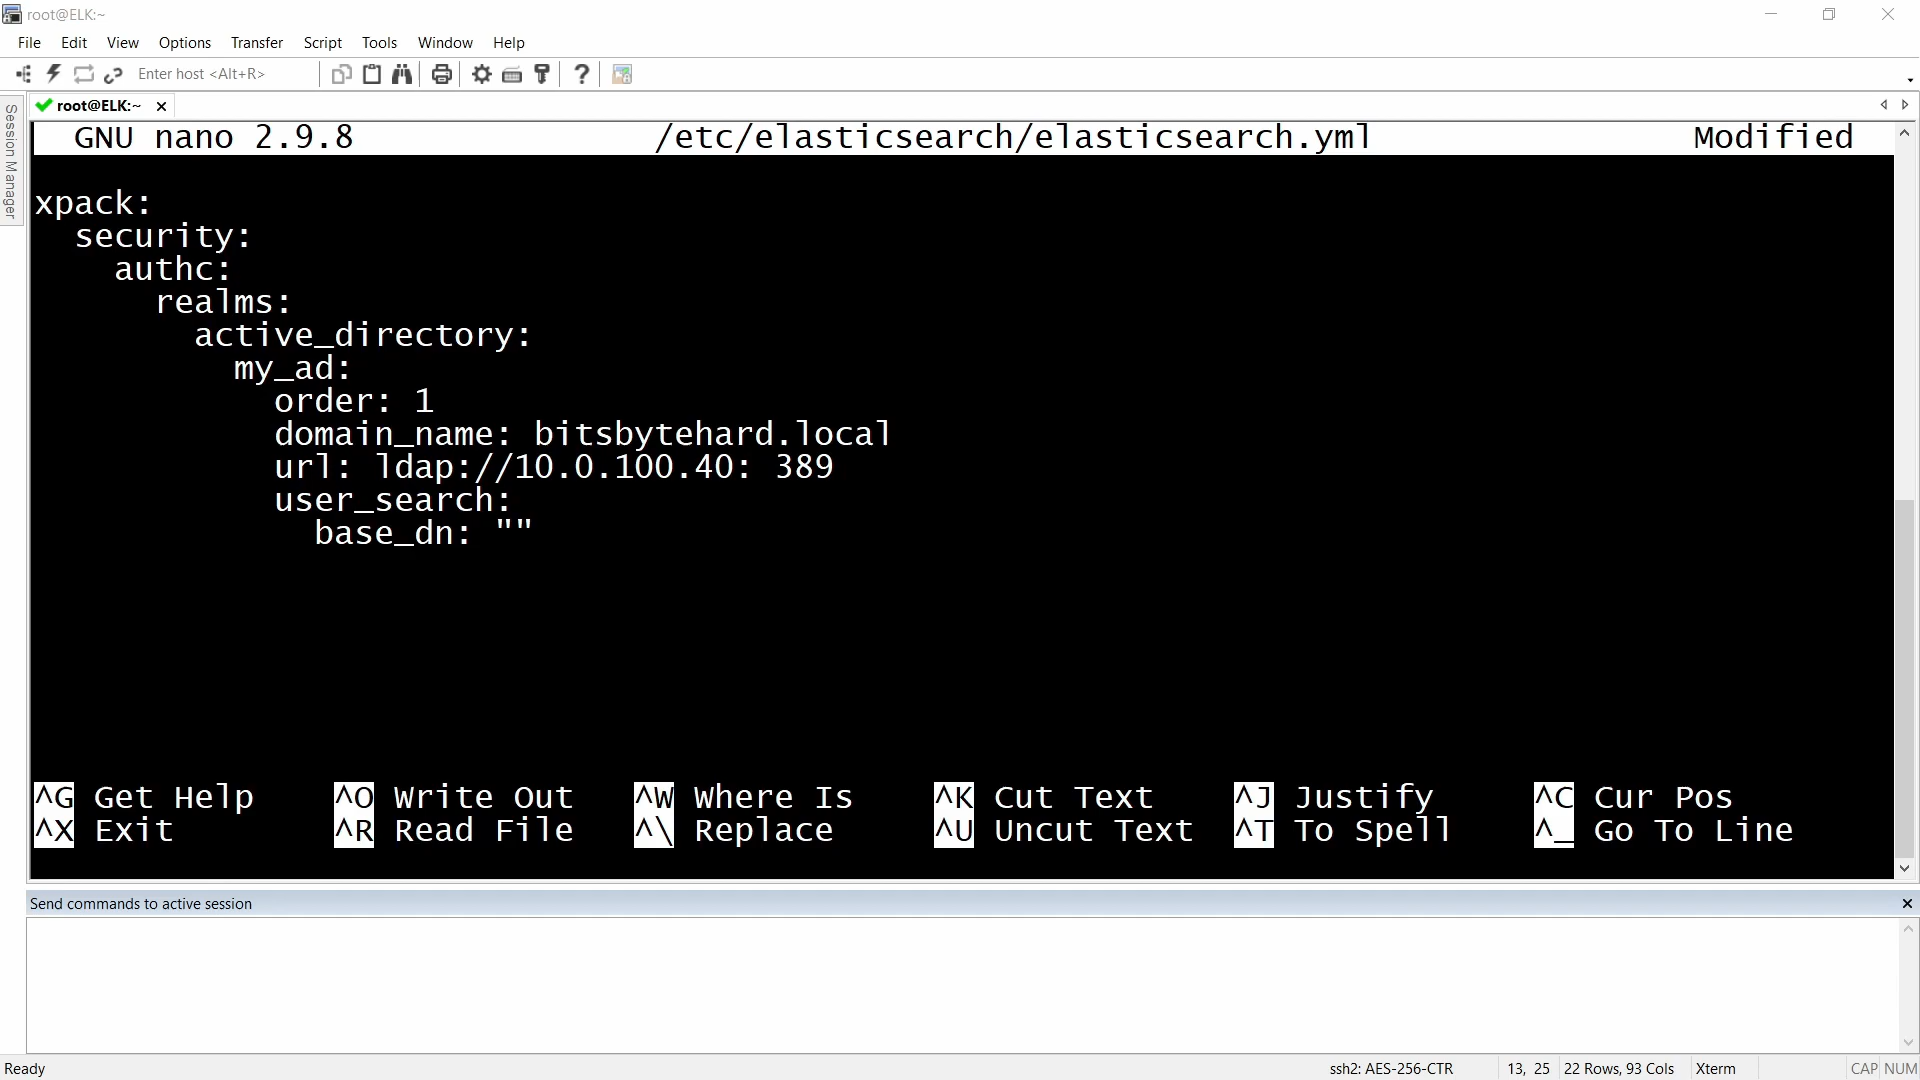 root@ELK:~
File Edit View Options Transfer Script Tools Window Help
Enter host <Alt+R>
Session Manager
root@ELK:~
GNU nano 2.9.8 /etc/elasticsearch/elasticsearch.yml Modified
xpack:
  security:
    authc:
      realms:
        active_directory:
          my_ad:
            order: 1
            domain_name: bitsbytehard.local
            url: ldap://10.0.100.40: 389
            user_search:
              base_dn: ""
^G Get Help ^O Write Out ^W Where Is ^K Cut Text ^J Justify ^C Cur Pos
^X Exit ^R Read File ^\ Replace ^U Uncut Text ^T To Spell ^_ Go To Line
Send commands to active session
Ready ssh2: AES-256-CTR 13, 25 22 Rows, 93 Cols Xterm CAP NUM